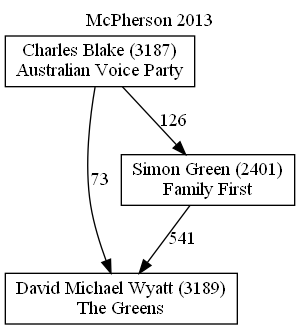 McPherson 2013
Charles Blake (3187)
Australian Voice Party
126
Simon Green (2401)
Family First
73
541
David Michael Wyatt (3189)
The Greens